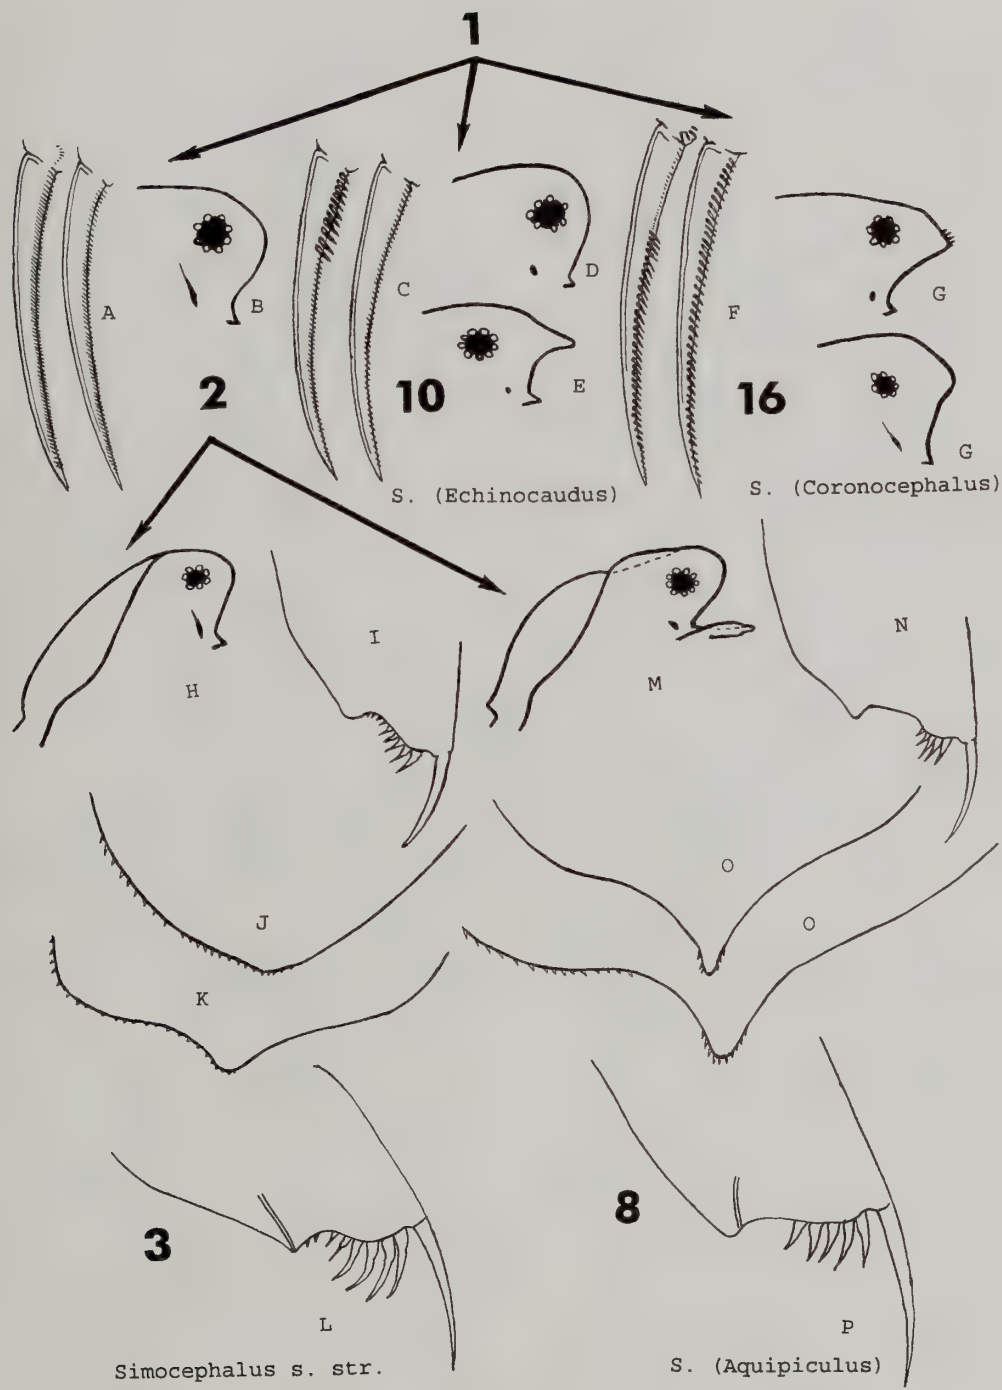 1
A
B
C
D
E
F
G
G
2
10
16
S. (Echinocaudus)
S. (Coronocephalus)
H
I
M
N
J
O
O
K
3
8
L
P
Simocephalus s. str.
S. (Aquipiculus)